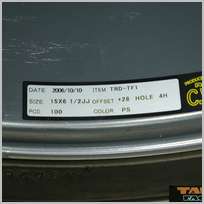 DATE 2006/10/10 ITEM TRD-TF1
SIZE 15X6 1/2JJ OFFSET +28 HOLE 4H
PCD 100 COLOR PS